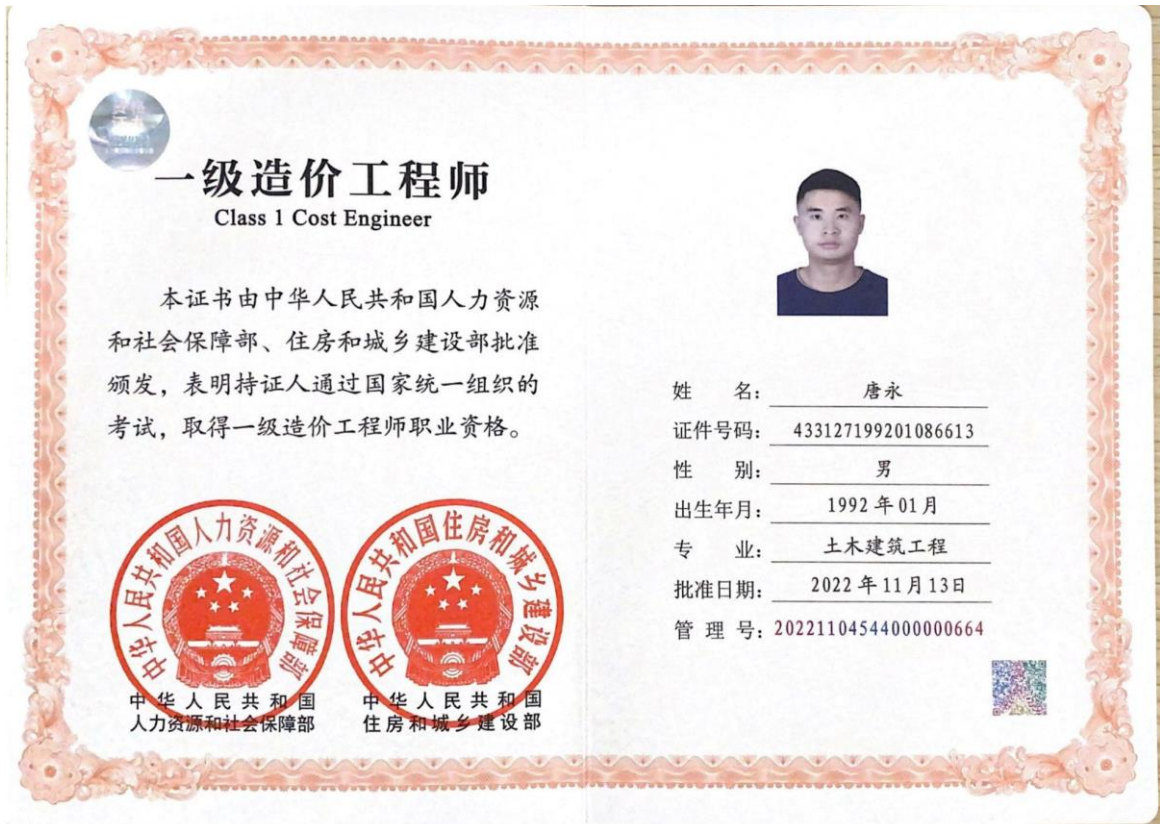 一级造价工程师
Class 1 Cost Engineer
本证书由中华人民共和国人力资源
和社会保障部、住房和城乡建设部批准
颁发，表明持证人通过国家统一组织的
考试，取得一级造价工程师职业资格。
中华人民共和国人力资源和社会保障部
中华人民共和国
人力资源和社会保障部
中华人民共和国住房和城乡建设部
中华人民共和国
住房和城乡建设部
姓 名：唐永
证件号码：433127199201086613
性 别：男
出生年月：1992年01月
专 业：土木建筑工程
批准日期：2022年11月13日
管 理 号：20221104544000000664